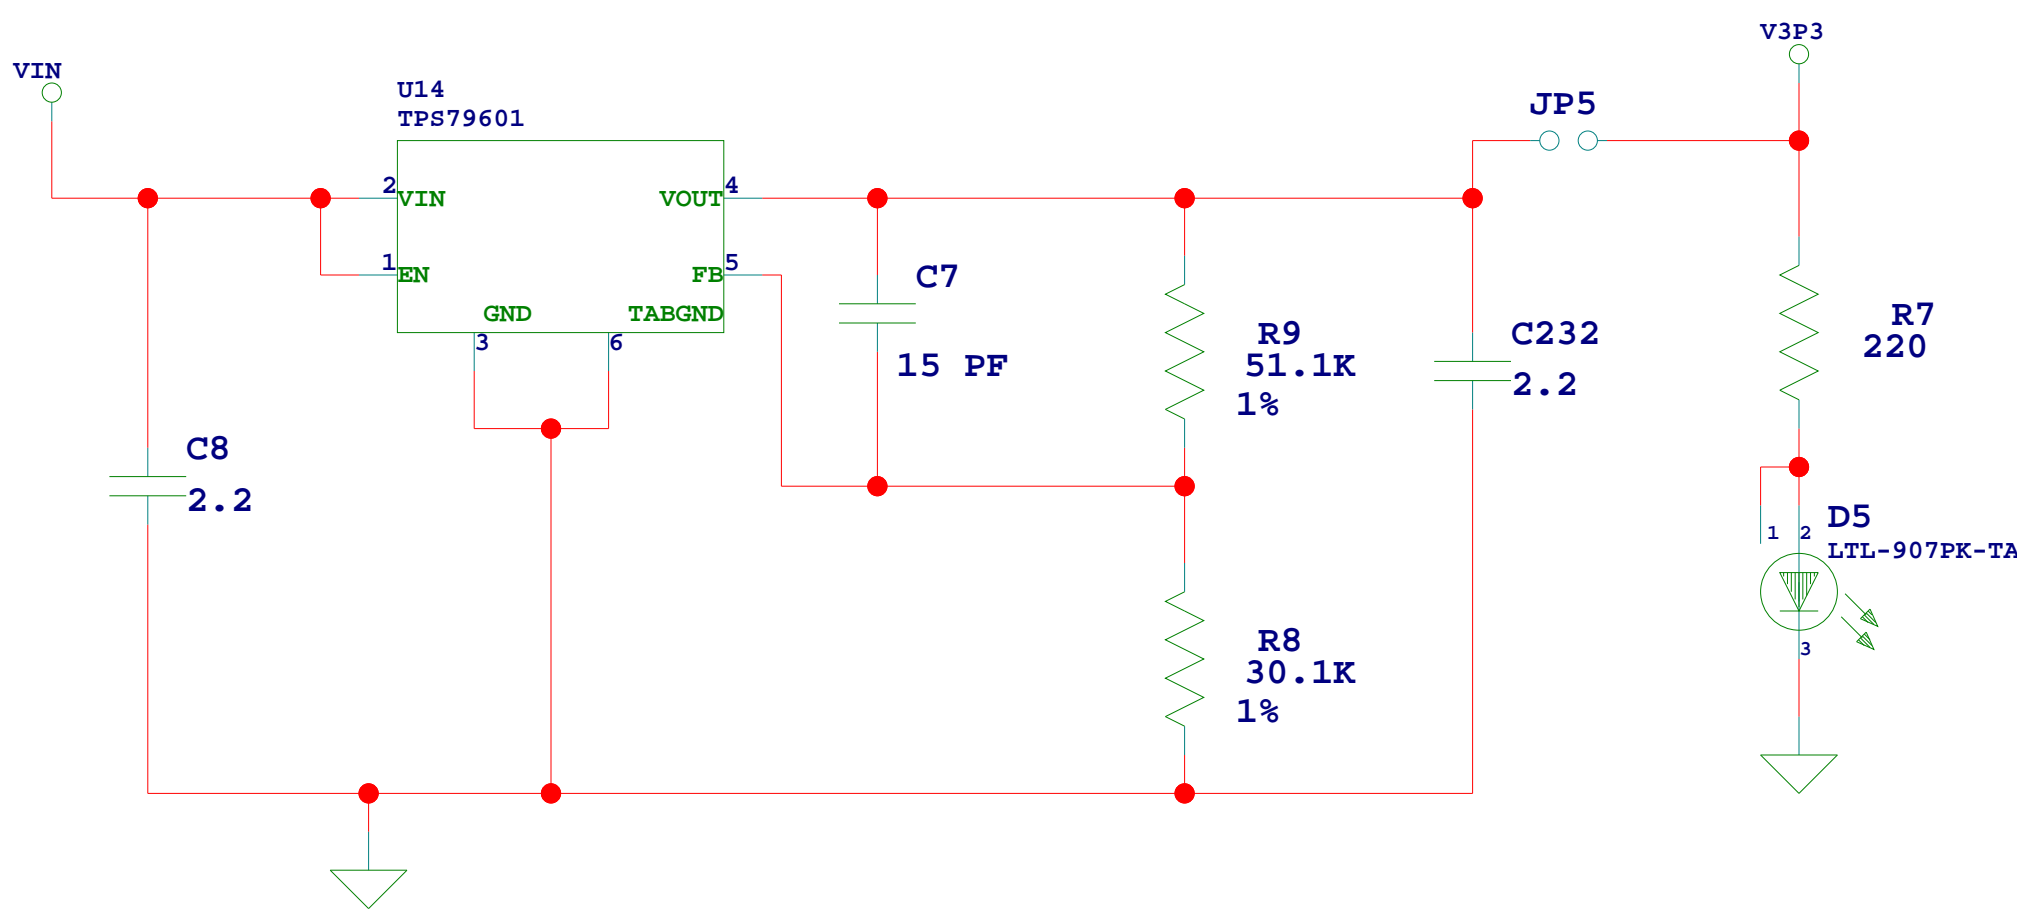 V3P3
VIN
U14
TPS79601
JP5
2
VIN
VOUT
4
1
EN
FB
5
GND
TABGND
3
6
C7
15 PF
R9
51.1K
1%
C232
2.2
R7
220
C8
2.2
D5
1
2
LTL-907PK-TA
3
R8
30.1K
1%